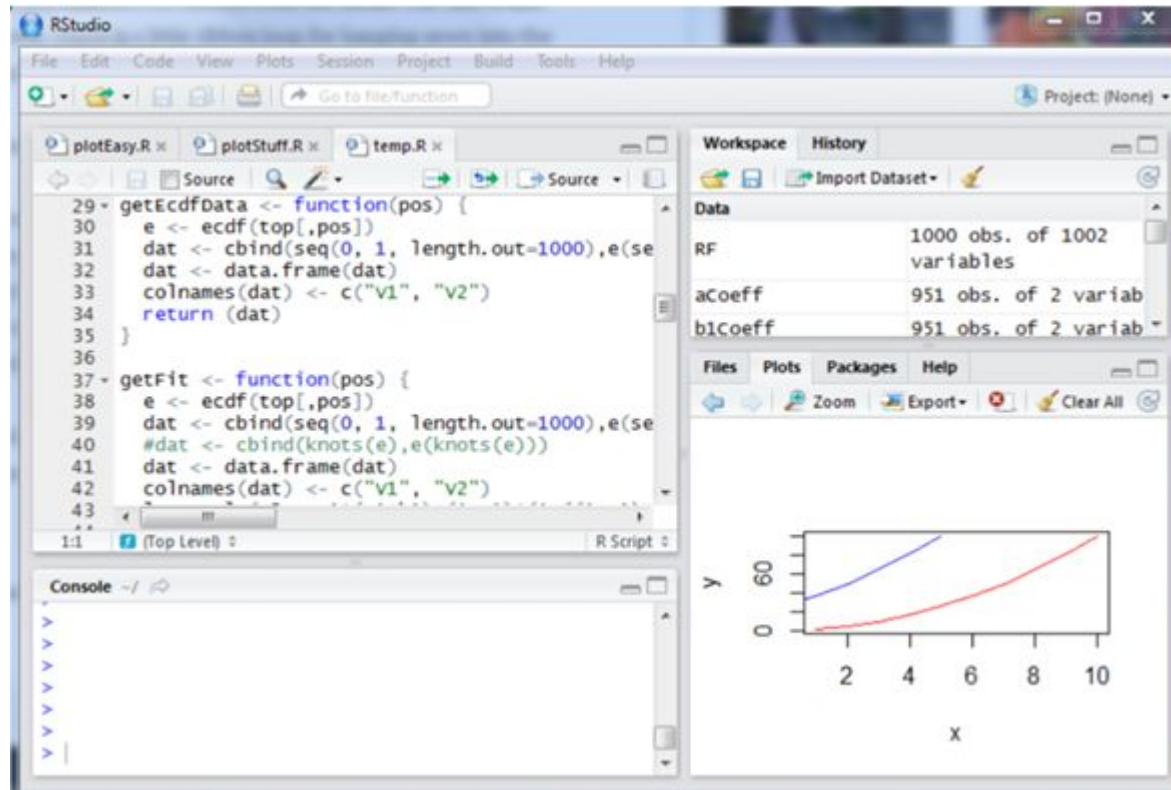 RStudio
File Edit Code View Plots Session Project Build Tools Help
Go to file/function
Project: (None)
plotEasy.R
plotStuff.R
temp.R
Source
Source
29 getEcdfData <- function(pos) {
30 e <- ecdf(top[,pos])
31 dat <- cbind(seq(0, 1, length.out=1000),e(se
32 dat <- data.frame(dat)
33 colnames(dat) <- c("V1", "V2")
34 return (dat)
35 }
36
37 getFit <- function(pos) {
38 e <- ecdf(top[,pos])
39 dat <- cbind(seq(0, 1, length.out=1000),e(se
40 #dat <- cbind(knots(e),e(knots(e)))
41 dat <- data.frame(dat)
42 colnames(dat) <- c("V1", "V2")
43
1:1 (Top Level) R Script
Console ~/
>
>
>
>
>
>
>
Workspace History
Import Dataset
Data
RF 1000 obs. of 1002
variables
aCoeff 951 obs. of 2 variab
b1Coeff 951 obs. of 2 variab
Files Plots Packages Help
Zoom Export Clear All
y
60
0
2 4 6 8 10
x